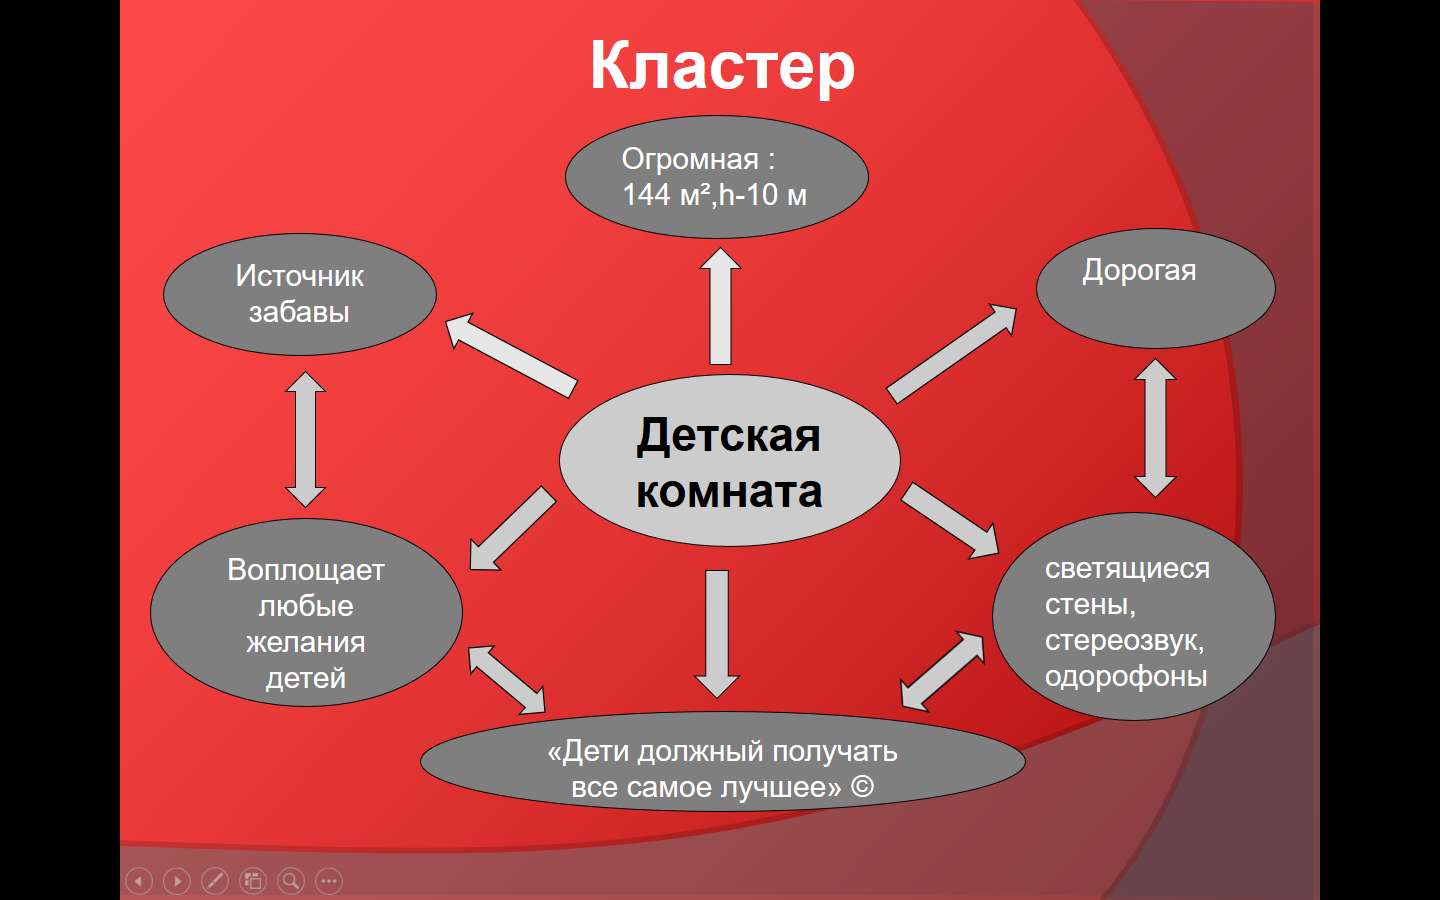 Кластер
Огромная :
144 м²,h-10 м
Источник
забавы
Дорогая
Детская
комната
Воплощает
любые
желания
детей
светящиеся
стены,
стереозвук,
одорофоны
«Дети должный получать
все самое лучшее» ©